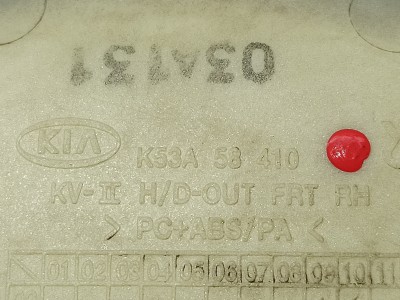 03A131
KIA
K53A 58 410
KV-II H/D-OUT FRT RH
> PC+ABS/PA <
01 02 03 04 05 06 07 08 09 10 11